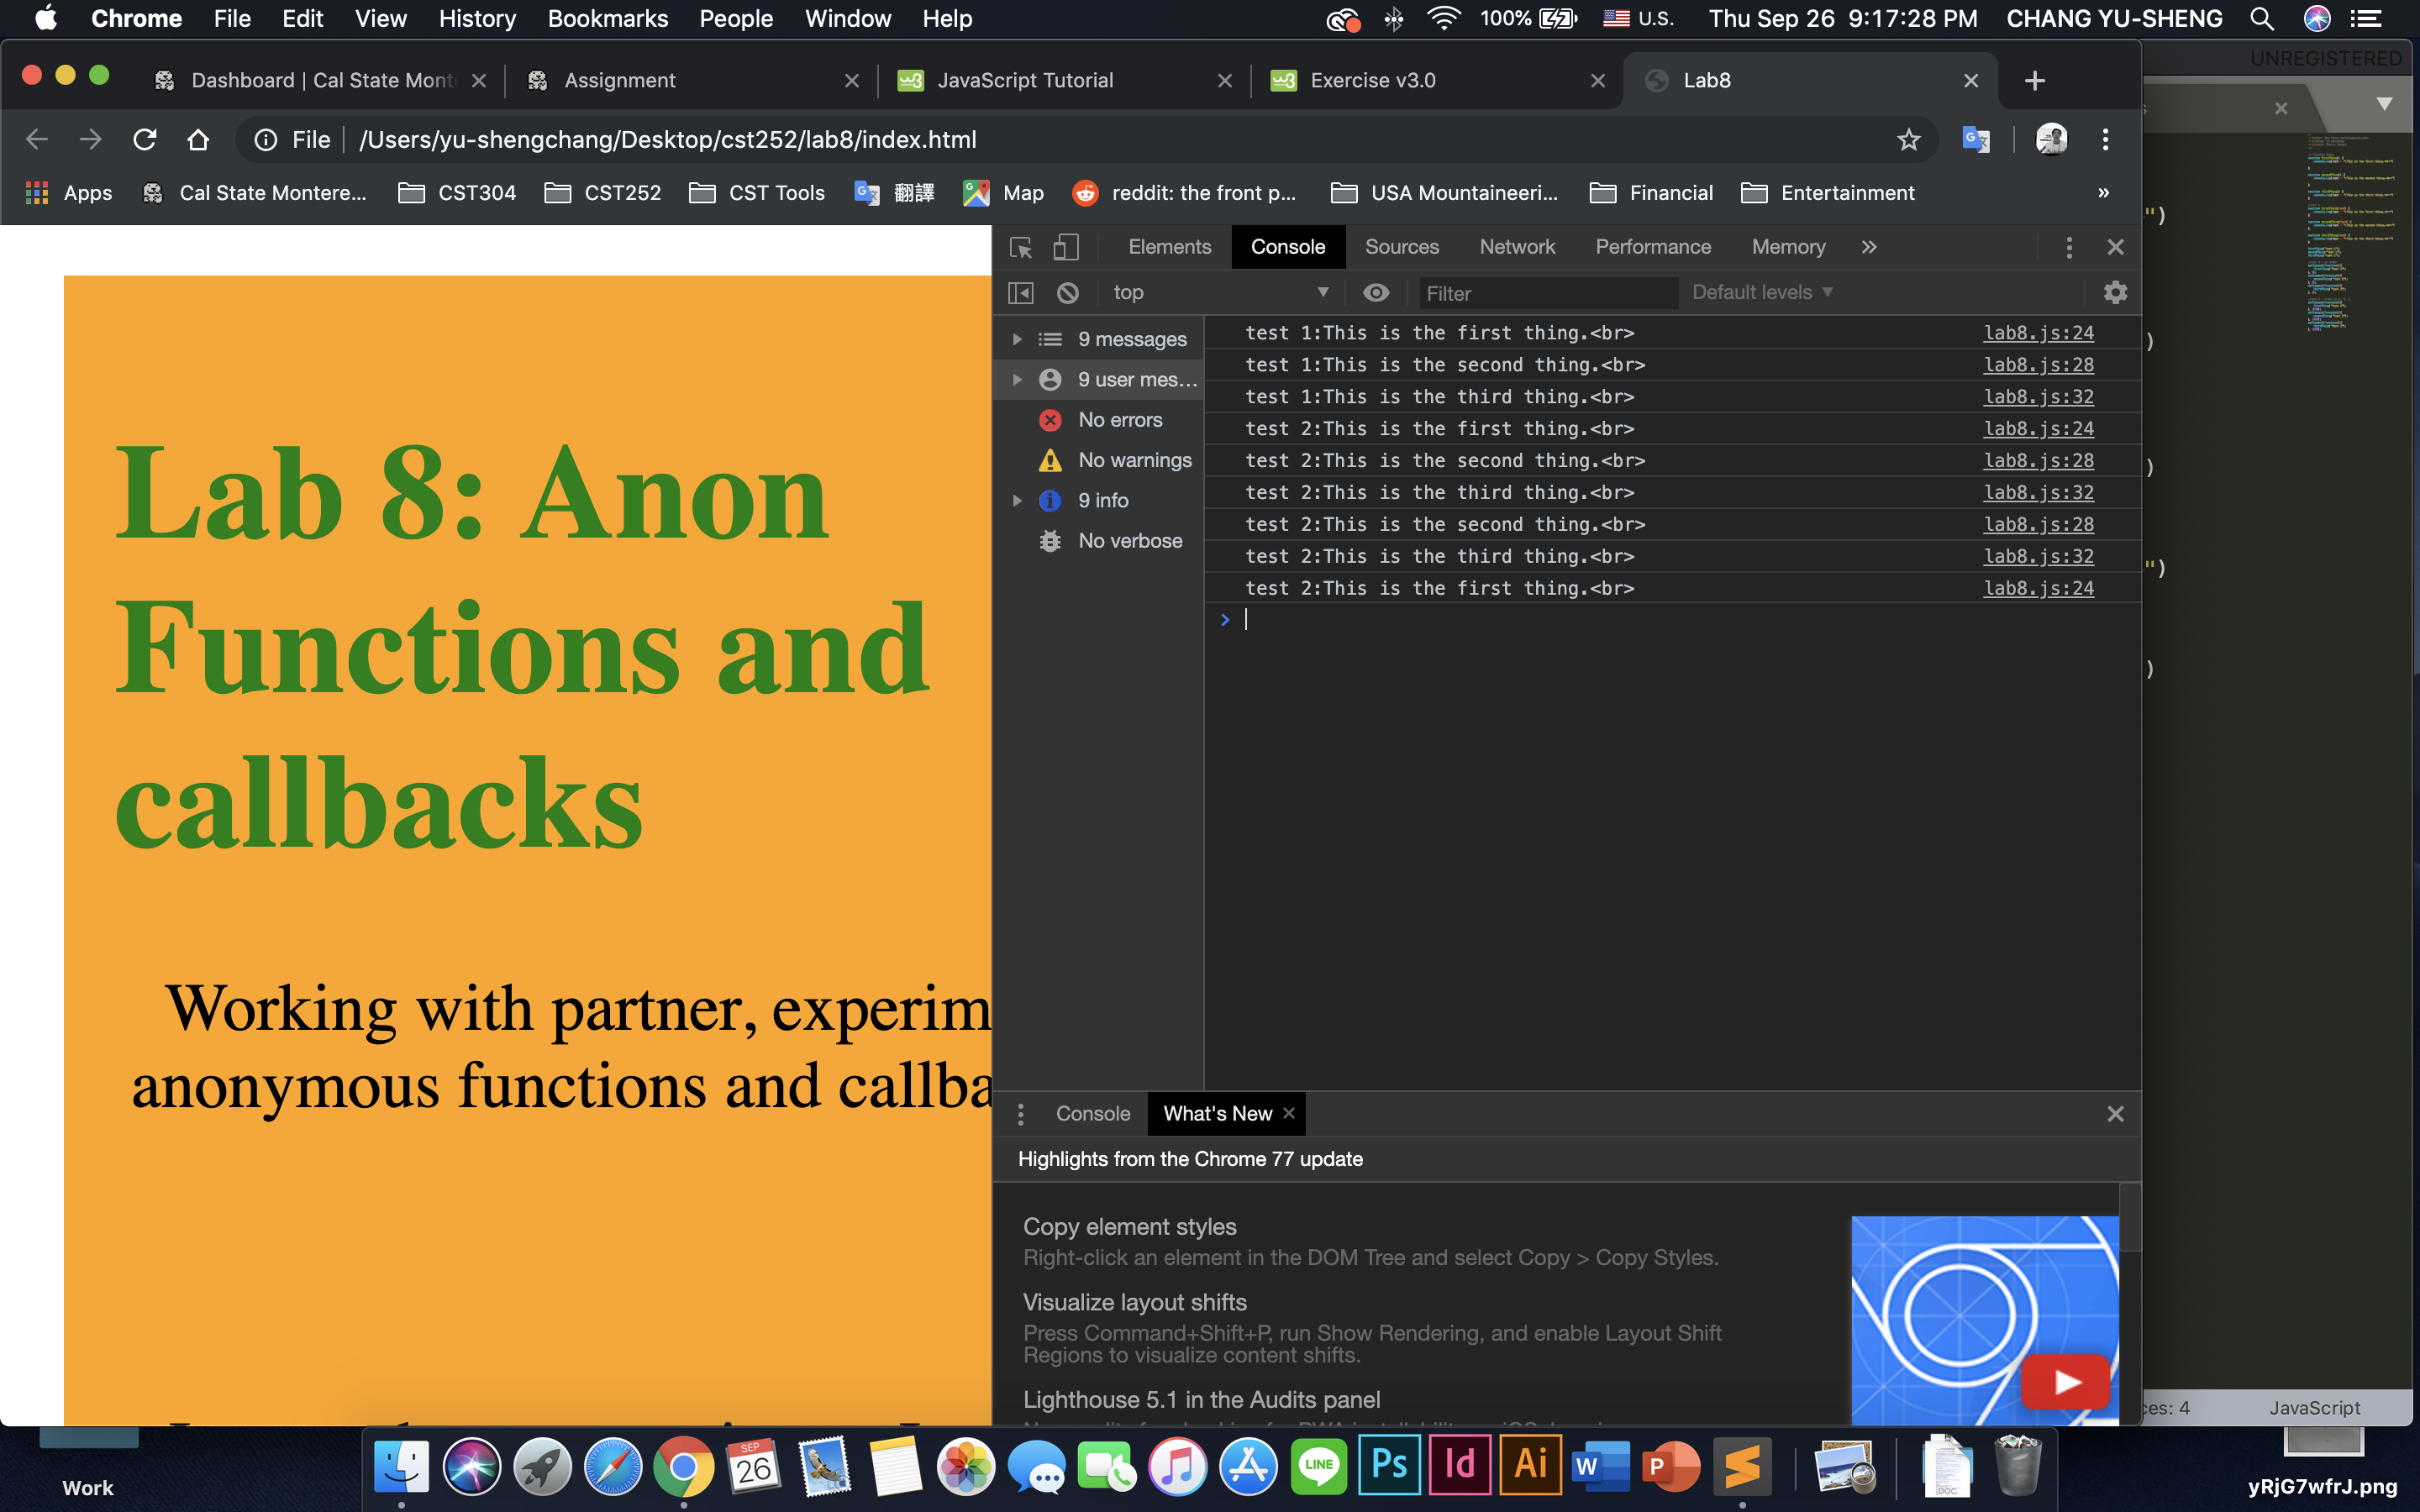 Chrome File Edit View History Bookmarks People Window Help 100% U.S. Thu Sep 26 9:17:28 PM CHANG YU-SHENG
UNREGISTERED
Dashboard | Cal State Mont
Assignment
JavaScript Tutorial
Exercise v3.0
Lab8
File /Users/yu-shengchang/Desktop/cst252/lab8/index.html
Apps Cal State Montere... CST304 CST252 CST Tools 翻譯 Map reddit: the front p... USA Mountaineeri... Financial Entertainment »
Elements Console Sources Network Performance Memory »
top Filter Default levels
9 messages
9 user mes...
No errors
No warnings
9 info
No verbose
test 1:This is the first thing.<br> lab8.js:24
test 1:This is the second thing.<br> lab8.js:28
test 1:This is the third thing.<br> lab8.js:32
test 2:This is the first thing.<br> lab8.js:24
test 2:This is the second thing.<br> lab8.js:28
test 2:This is the third thing.<br> lab8.js:32
test 2:This is the second thing.<br> lab8.js:28
test 2:This is the third thing.<br> lab8.js:32
test 2:This is the first thing.<br> lab8.js:24
>
")
)
)
")
)
Lab 8: Anon
Functions and
callbacks
Working with partner, experim
anonymous functions and callba
Console What's New
Highlights from the Chrome 77 update
Copy element styles
Right-click an element in the DOM Tree and select Copy > Copy Styles.
Visualize layout shifts
Press Command+Shift+P, run Show Rendering, and enable Layout Shift
Regions to visualize content shifts.
Lighthouse 5.1 in the Audits panel
ces: 4 JavaScript
SEP
26
LINE
Ps
Id
Ai
W
P
DOC
Work
yRjG7wfrJ.png